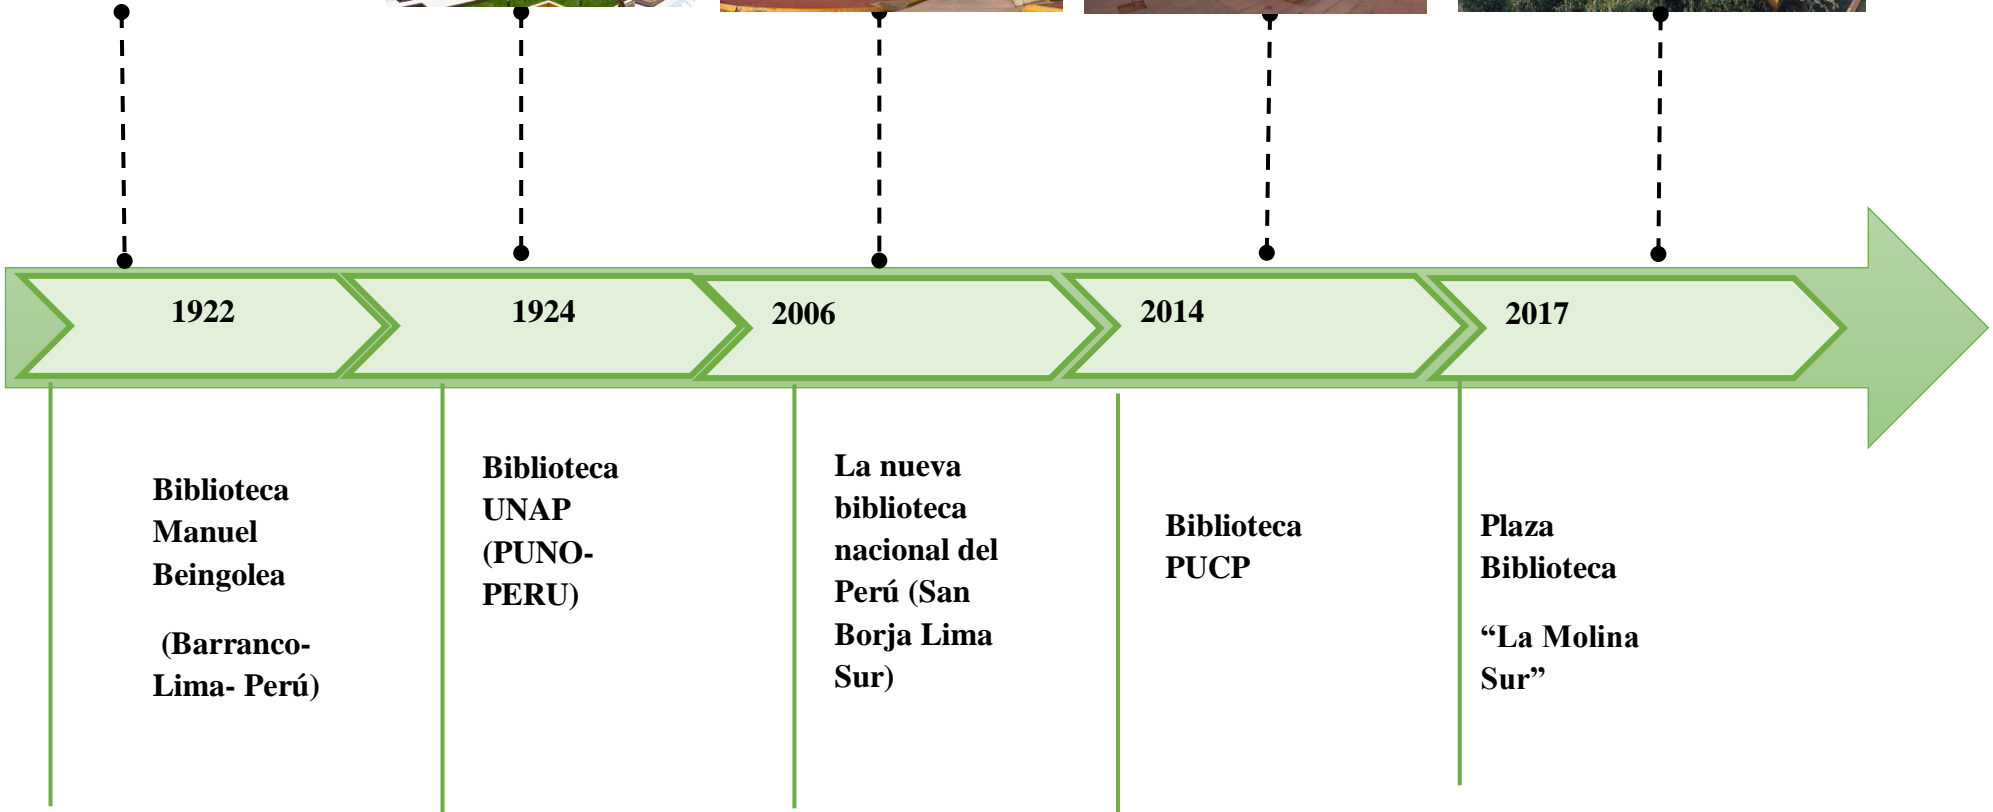 1922
1924
2006
2014
2017
Biblioteca
Manuel
Beingolea
(Barranco-
Lima- Perú)
Biblioteca
UNAP
(PUNO-
PERU)
La nueva
biblioteca
nacional del
Perú (San
Borja Lima
Sur)
Biblioteca
PUCP
Plaza
Biblioteca
“La Molina
Sur”